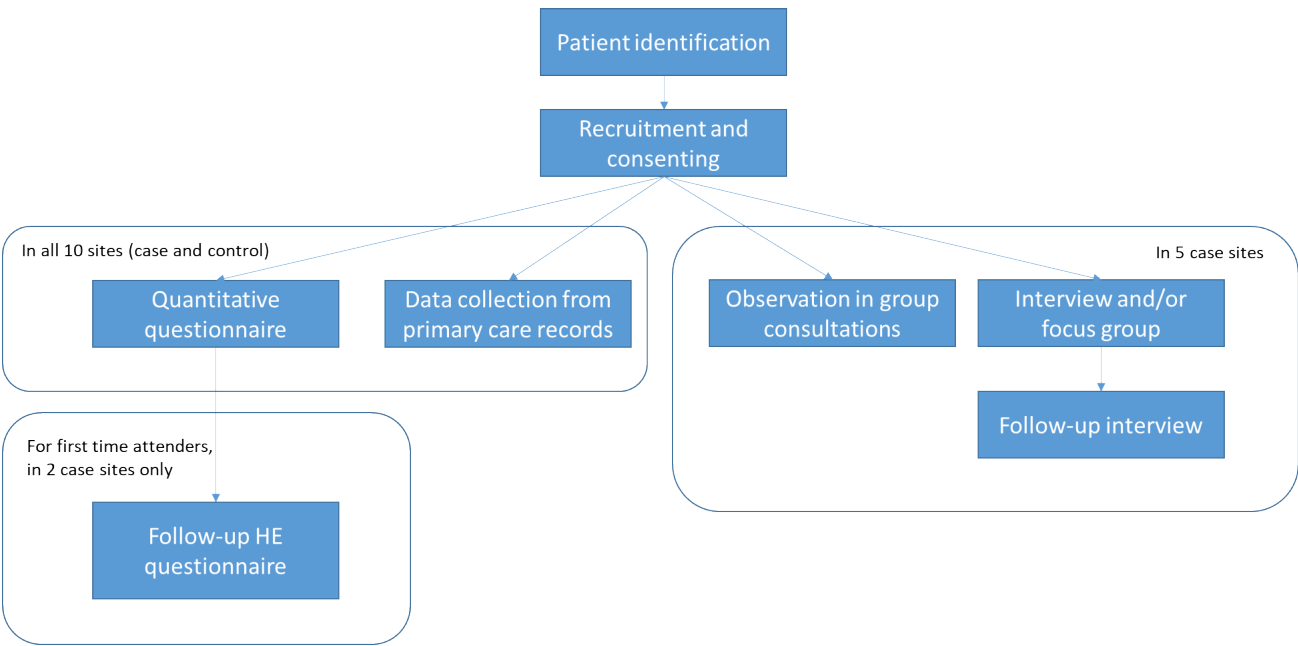 Patient identification
Recruitment and
consenting
In all 10 sites (case and control)
In 5 case sites
Quantitative
questionnaire
Data collection from
primary care records
Observation in group
consultations
Interview and/or
focus group
Follow-up interview
For first time attenders,
in 2 case sites only
Follow-up HE
questionnaire